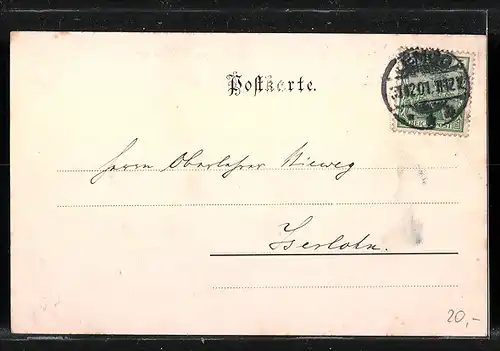 Postkarte.
Herrn Oberlehrer Nieweg
Iserlohn.
20,-